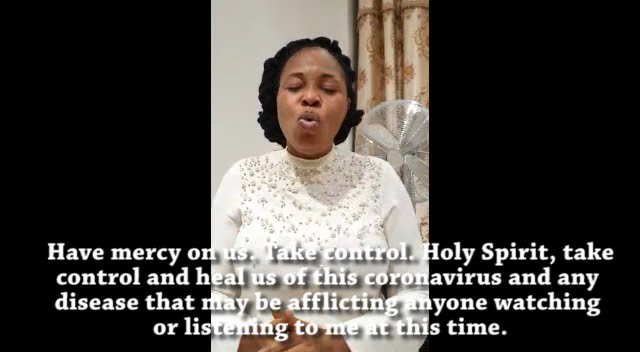 Have mercy on us. Take control. Holy Spirit, take
control and heal us of this coronavirus and any
disease that may be afflicting anyone watching
or listening to me at this time.